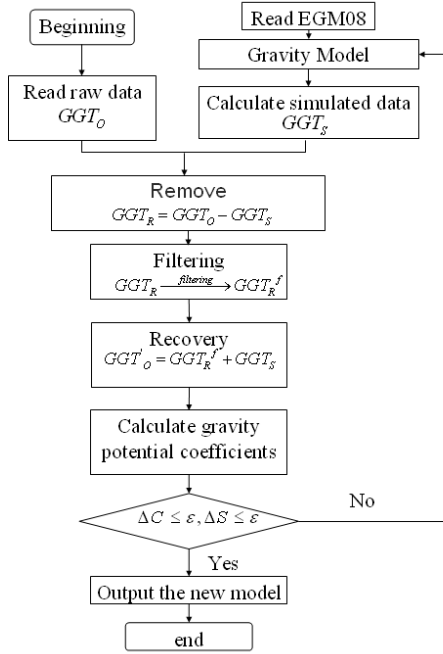 Beginning
Read EGM08
Gravity Model
Read raw data
GGT_O
Calculate simulated data
GGT_S
Remove
GGT_R = GGT_O − GGT_S
Filtering
GGT_R —filtering→ GGT_R^f
Recovery
GGT'_O = GGT_R^f + GGT_S
Calculate gravity
potential coefficients
ΔC ≤ ε, ΔS ≤ ε
No
Yes
Output the new model
end